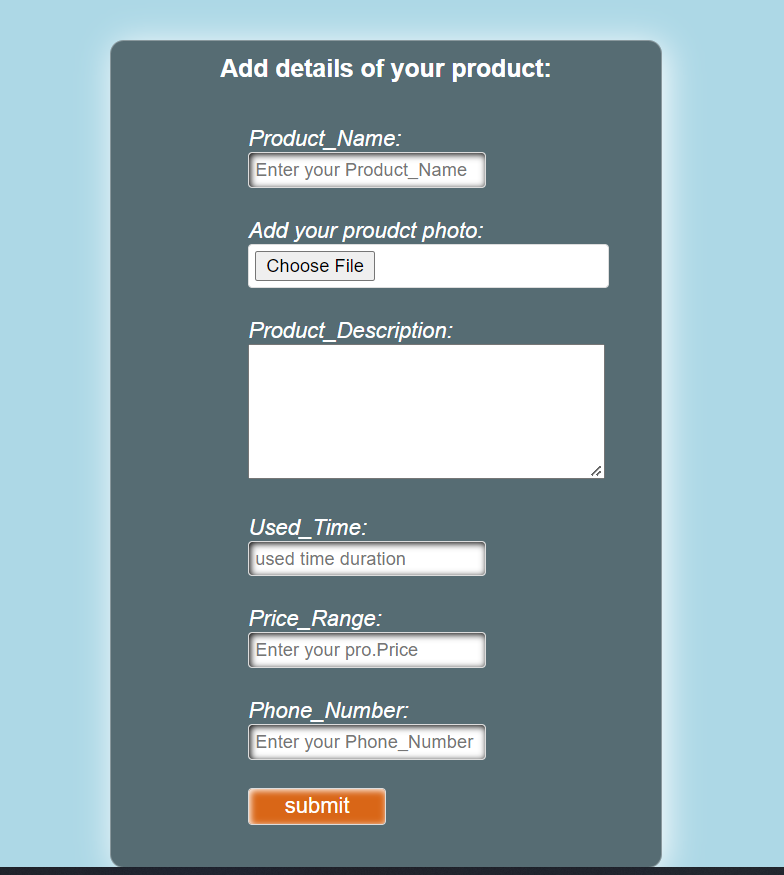 Add details of your product:
Product_Name:
Enter your Product_Name
Add your proudct photo:
Choose File
Product_Description:
Used_Time:
used time duration
Price_Range:
Enter your pro.Price
Phone_Number:
Enter your Phone_Number
submit